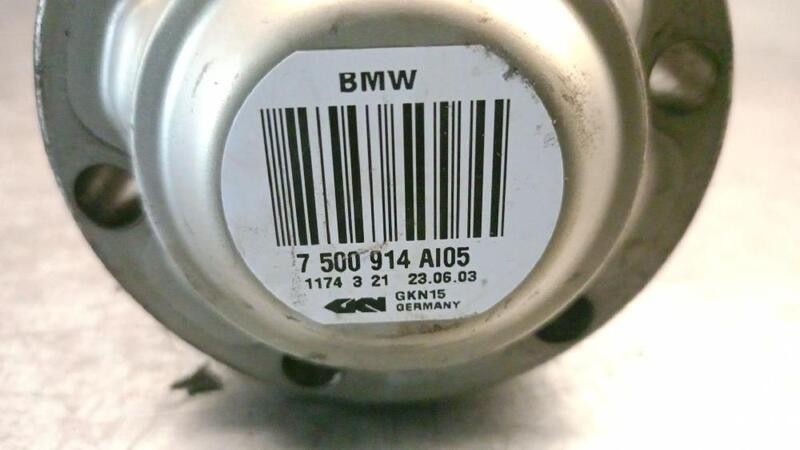 BMW
7 500 914 AI05
1174 3 21 23.06.03
GKN GKN15
GERMANY